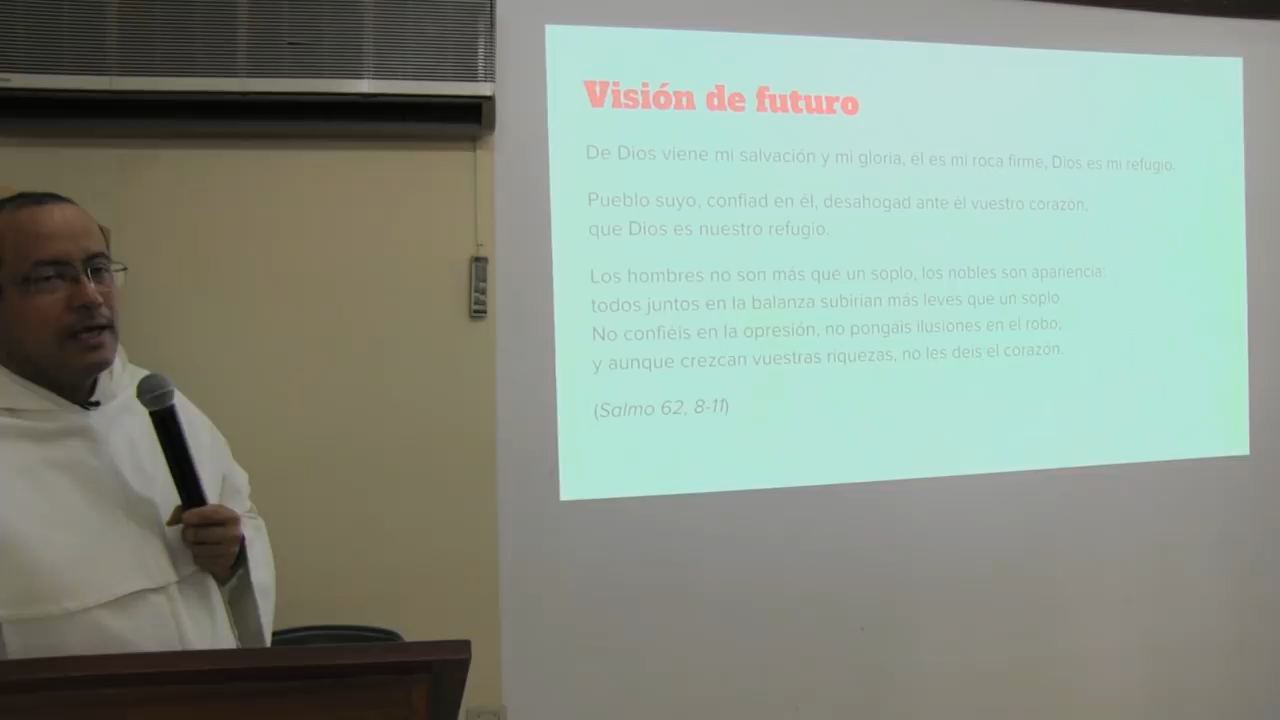 Visión de futuro
De Dios viene mi salvación y mi gloria, él es mi roca firme, Dios es mi refugio.
Pueblo suyo, confiad en él, desahogad ante él vuestro corazón,
que Dios es nuestro refugio.
Los hombres no son más que un soplo, los nobles son apariencia:
todos juntos en la balanza subirían más leves que un soplo
No confiéis en la opresión, no pongáis ilusiones en el robo;
y aunque crezcan vuestras riquezas, no les deis el corazón.
(Salmo 62, 8-11)